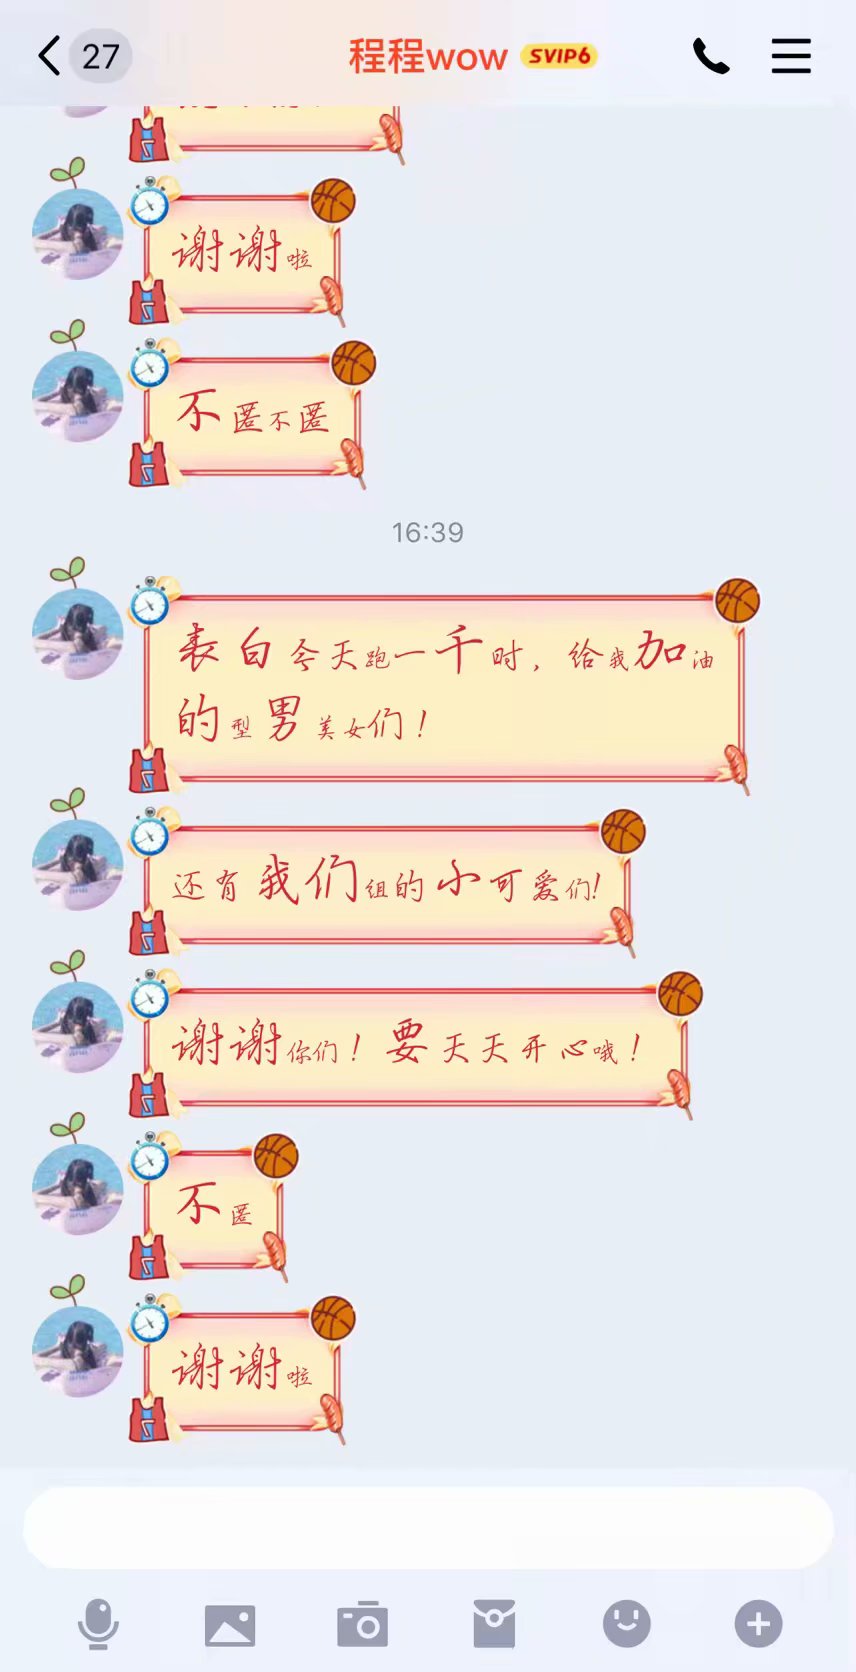 27
程程wow
SVIP6
谢谢啦
不匿不匿
16:39
表白今天跑一千时，给我加油
的型男美女们！
还有我们组的小可爱们!
谢谢你们！要天天开心哦！
不匿
谢谢啦